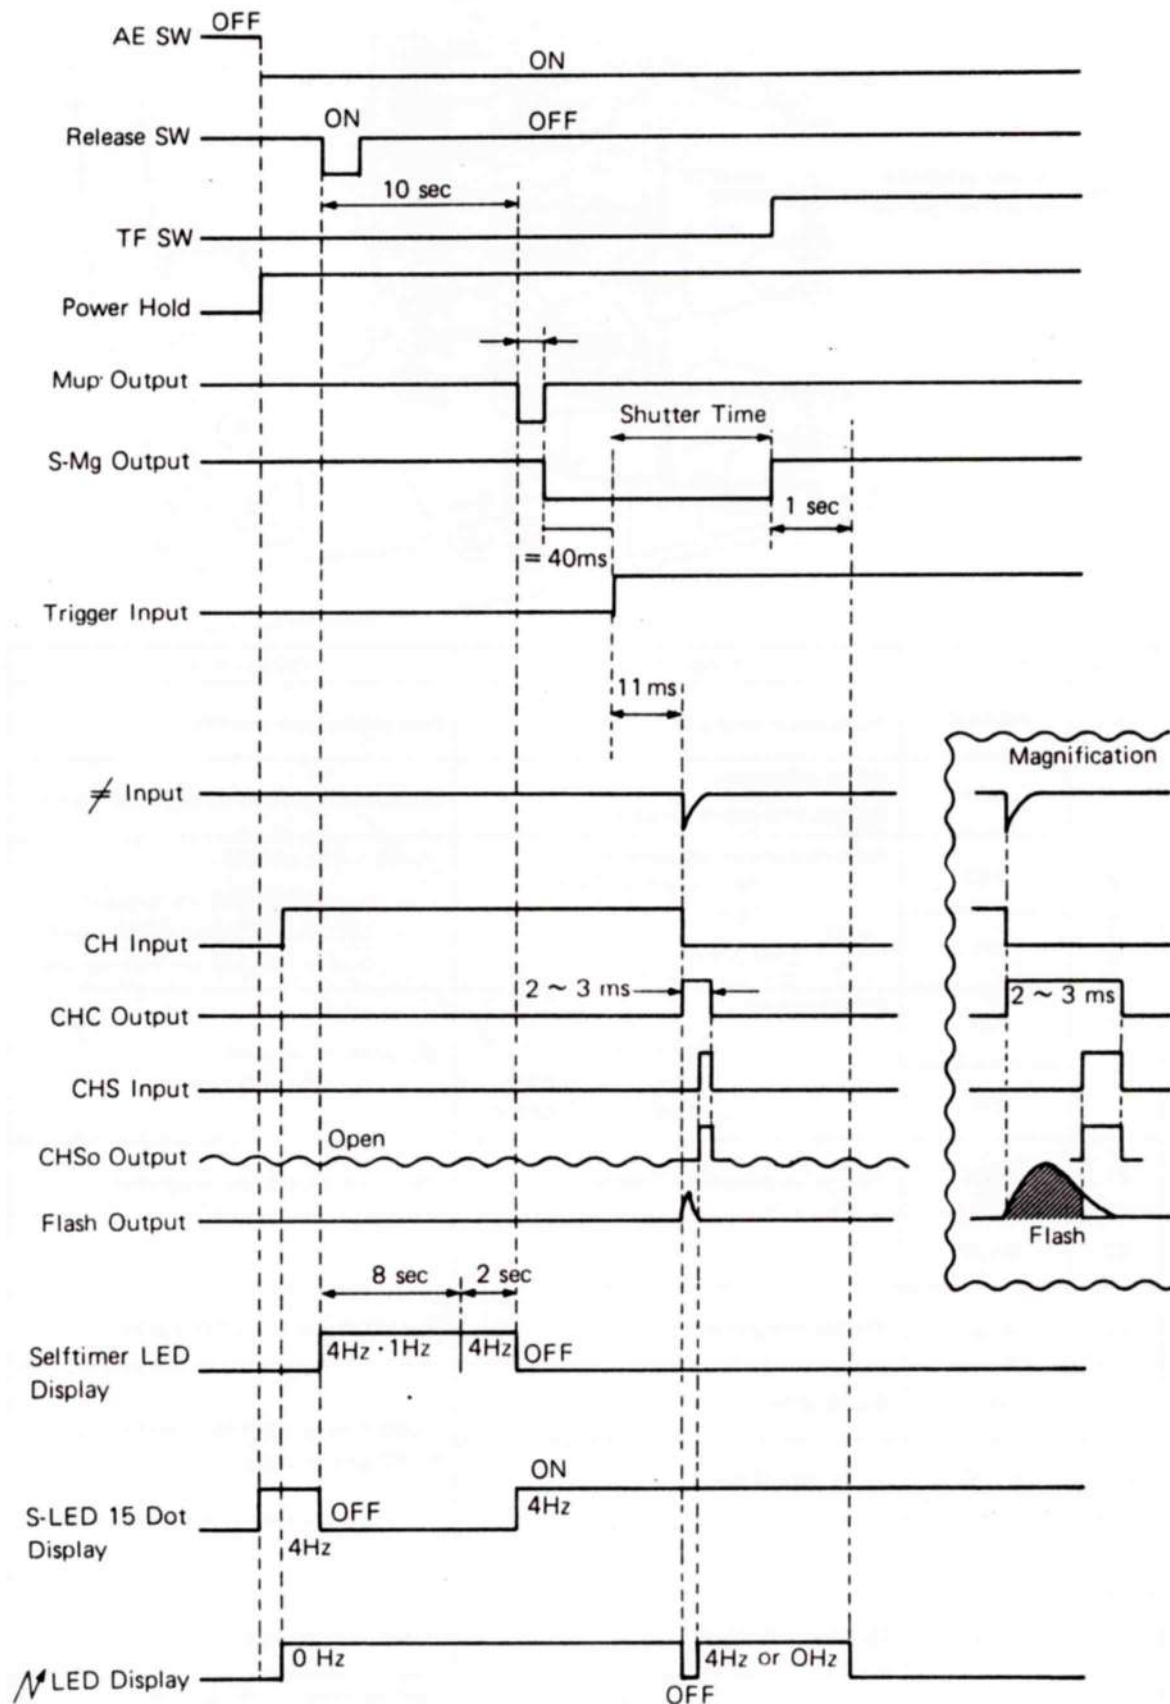 OFF
AE SW
ON
ON
OFF
Release SW
10 sec
TF SW
Power Hold
Mup Output
Shutter Time
S-Mg Output
1 sec
= 40ms
Trigger Input
11 ms
Magnification
≠ Input
CH Input
2 ~ 3 ms
2 ~ 3 ms
CHC Output
CHS Input
Open
CHSo Output
Flash Output
Flash
8 sec
2 sec
4Hz · 1Hz
4Hz
OFF
Selftimer LED
Display
ON
OFF
4Hz
S-LED 15 Dot
Display
4Hz
0 Hz
4Hz or 0Hz
LED Display
OFF